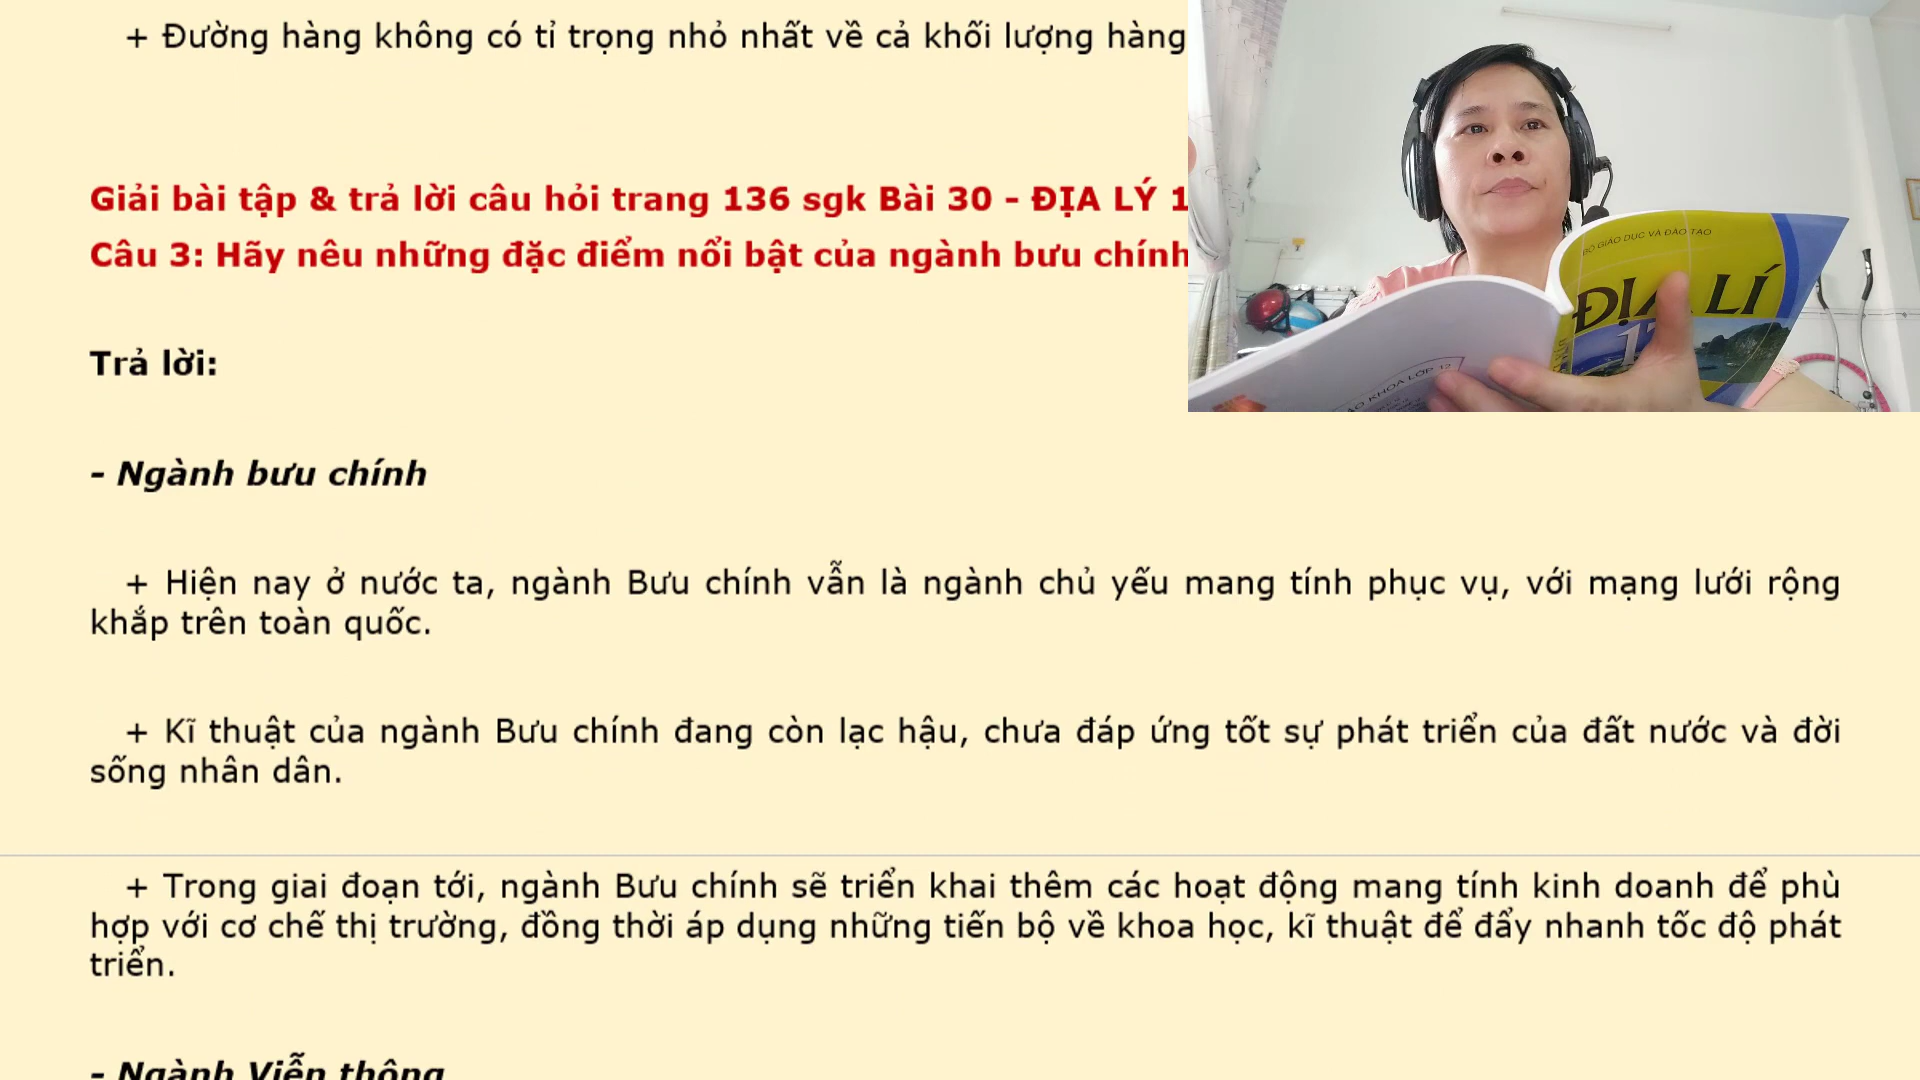 + Đường hàng không có tỉ trọng nhỏ nhất về cả khối lượng hàng
Giải bài tập & trả lời câu hỏi trang 136 sgk Bài 30 - ĐỊA LÝ 1
Câu 3: Hãy nêu những đặc điểm nổi bật của ngành bưu chính
BỘ GIÁO DỤC VÀ ĐÀO TẠO
ĐỊA LÍ
Trả lời:
KHOA LỚP 12
- Ngành bưu chính
+ Hiện nay ở nước ta, ngành Bưu chính vẫn là ngành chủ yếu mang tính phục vụ, với mạng lưới rộng
khắp trên toàn quốc.
+ Kĩ thuật của ngành Bưu chính đang còn lạc hậu, chưa đáp ứng tốt sự phát triển của đất nước và đời
sống nhân dân.
+ Trong giai đoạn tới, ngành Bưu chính sẽ triển khai thêm các hoạt động mang tính kinh doanh để phù
hợp với cơ chế thị trường, đồng thời áp dụng những tiến bộ về khoa học, kĩ thuật để đẩy nhanh tốc độ phát
triển.
- Ngành Viễn thông